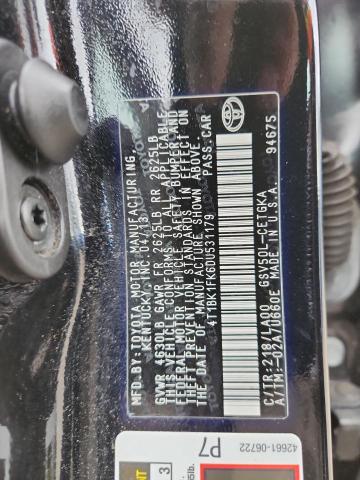 MFD.BY: TOYOTA MOTOR MANUFACTURING,
KENTUCKY, INC. 04/13
GVWR 4630LB GAWR FR 2625LB RR 2625LB
THIS VEHICLE CONFORMS TO ALL APPLICABLE
FEDERAL MOTOR VEHICLE SAFETY, BUMPER, AND
THEFT PREVENTION STANDARDS IN EFFECT ON
THE DATE OF MANUFACTURE SHOWN ABOVE.
4T1BK1FK6DU531179 PASS.CAR
C/TR: 218/LA00 GSV50L-CETGKA
A/TM: -02A/U660E MADE IN U.S.A. 94675
42661-06722
P7
3